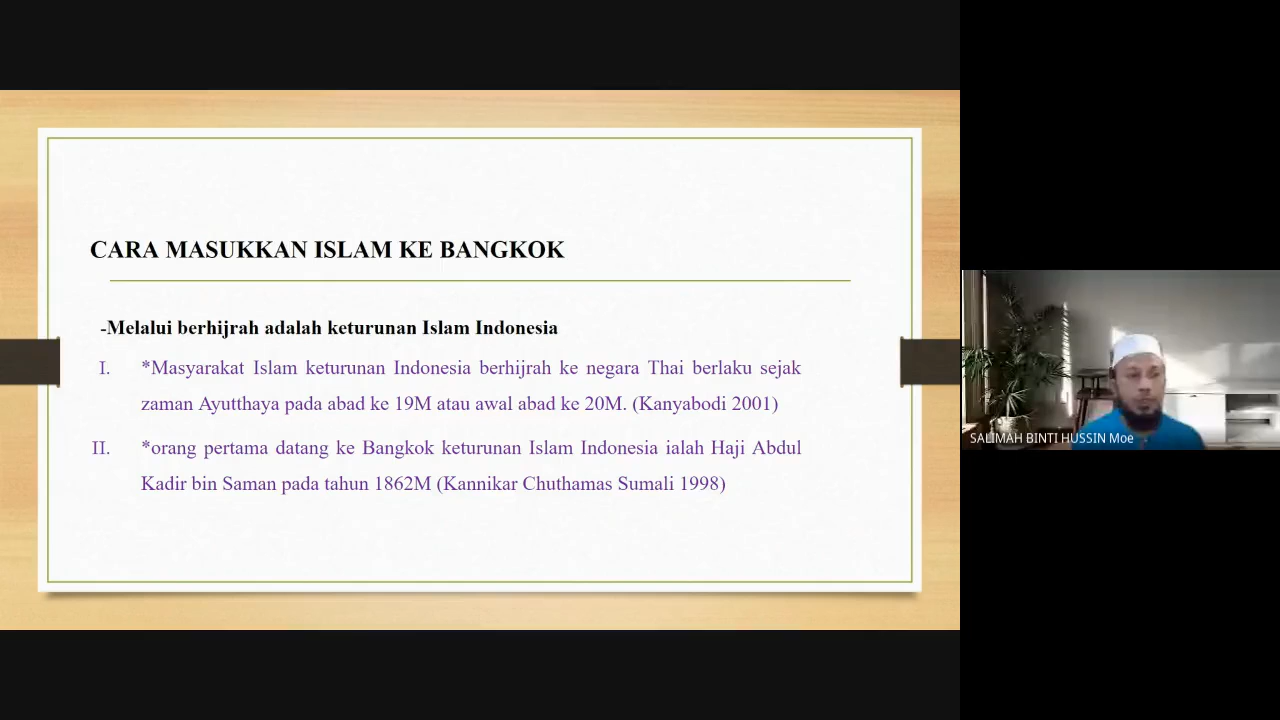 CARA MASUKKAN ISLAM KE BANGKOK
-Melalui berhijrah adalah keturunan Islam Indonesia
I. *Masyarakat Islam keturunan Indonesia berhijrah ke negara Thai berlaku sejak
zaman Ayutthaya pada abad ke 19M atau awal abad ke 20M. (Kanyabodi 2001)
II. *orang pertama datang ke Bangkok keturunan Islam Indonesia ialah Haji Abdul
Kadir bin Saman pada tahun 1862M (Kannikar Chuthamas Sumali 1998)
SALIMAH BINTI HUSSIN Moe